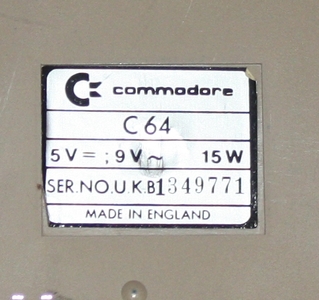 commodore
C64
5V⎓; 9V~ 15W
SER.NO.U.K.B1349771
MADE IN ENGLAND